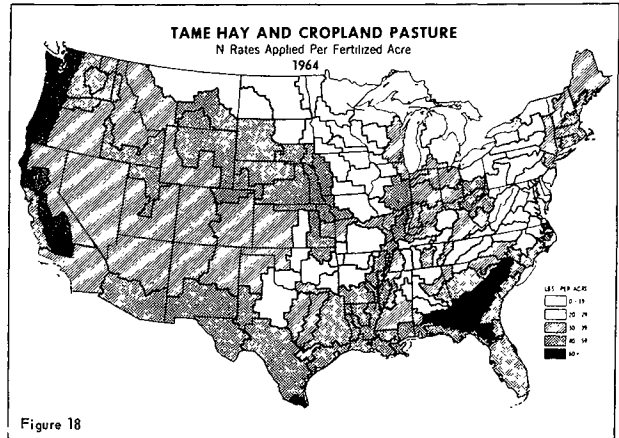 TAME HAY AND CROPLAND PASTURE
N Rates Applied Per Fertilized Acre
1964
LBS PER ACRE
0 - 19
20 - 29
30 - 39
40 - 59
60 +
Figure 18